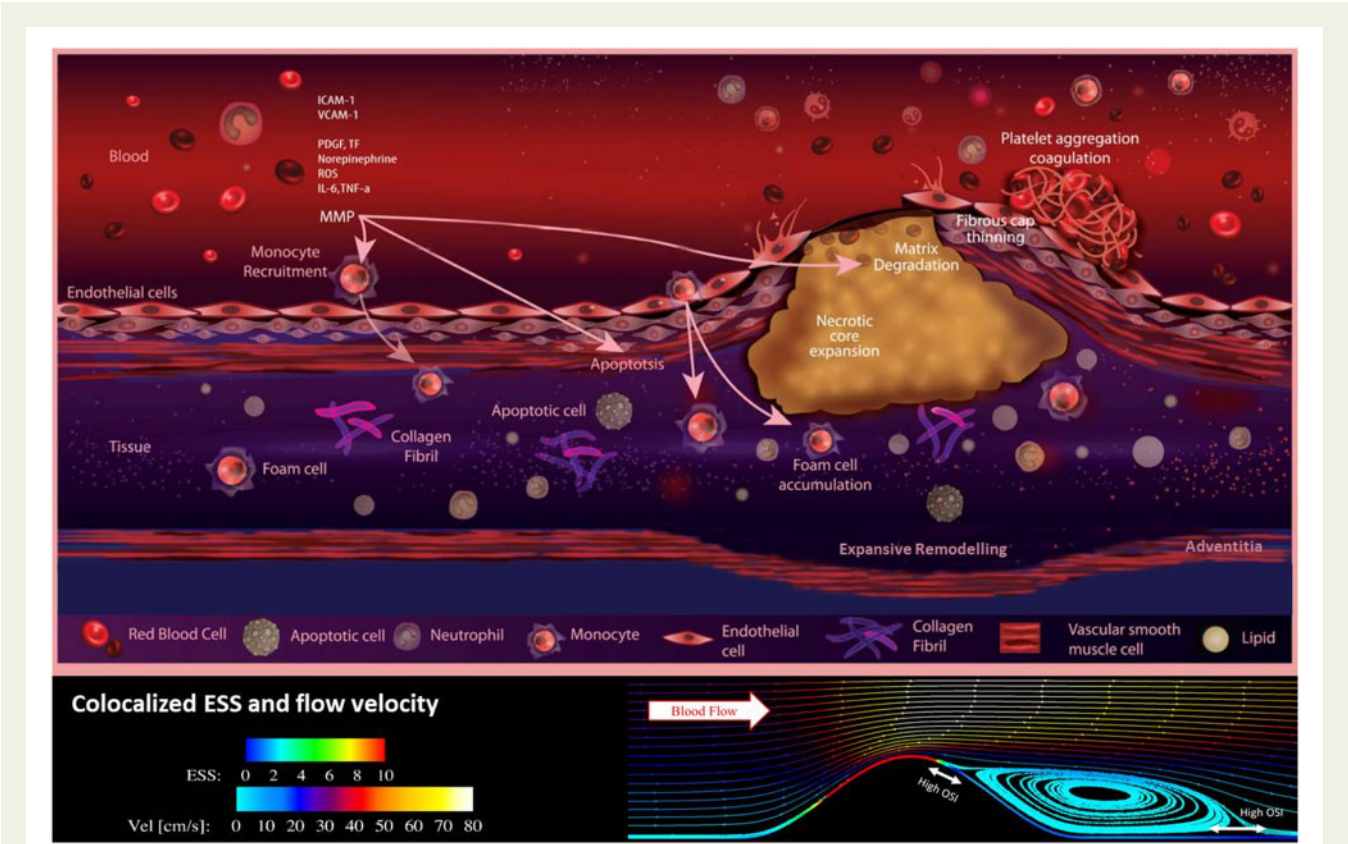 ICAM-1
VCAM-1
PDGF, TF
Norepinephrine
ROS
IL-6,TNF-a
MMP
Blood
Platelet aggregation
coagulation
Monocyte
Recruitment
Fibrous cap
thinning
Matrix
Degradation
Endothelial cells
Necrotic
core
expansion
Apoptotsis
Apoptotic cell
Tissue
Collagen
Fibril
Foam cell
Foam cell
accumulation
Expansive Remodelling
Adventitia
Red Blood Cell
Apoptotic cell
Neutrophil
Monocyte
Endothelial
cell
Collagen
Fibril
Vascular smooth
muscle cell
Lipid
Colocalized ESS and flow velocity
ESS: 0 2 4 6 8 10
Vel [cm/s]: 0 10 20 30 40 50 60 70 80
Blood Flow
High OSI
High OSI